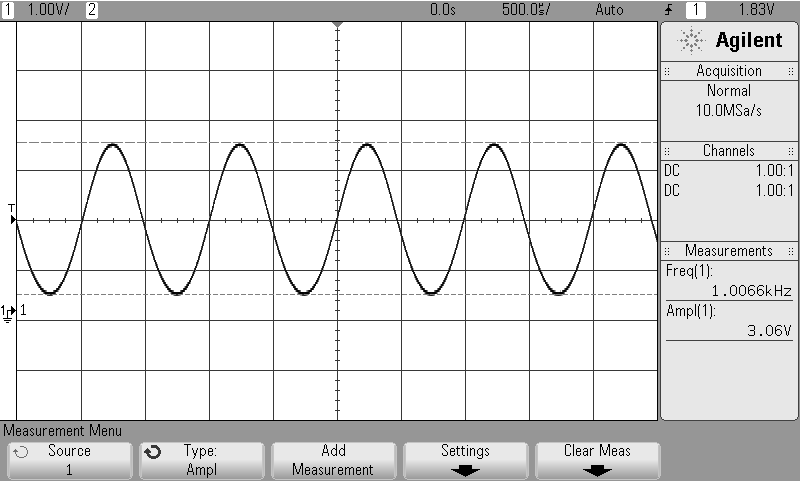 1 1.00V/ 2 0.0s 500.0㎲/ Auto 1 1.83V
Agilent
Acquisition
Normal
10.0MSa/s
Channels
DC 1.00:1
DC 1.00:1
Measurements
Freq(1):
1.0066kHz
Ampl(1):
3.06V
T
1 1
Measurement Menu
Source
1
Type:
Ampl
Add
Measurement
Settings
Clear Meas